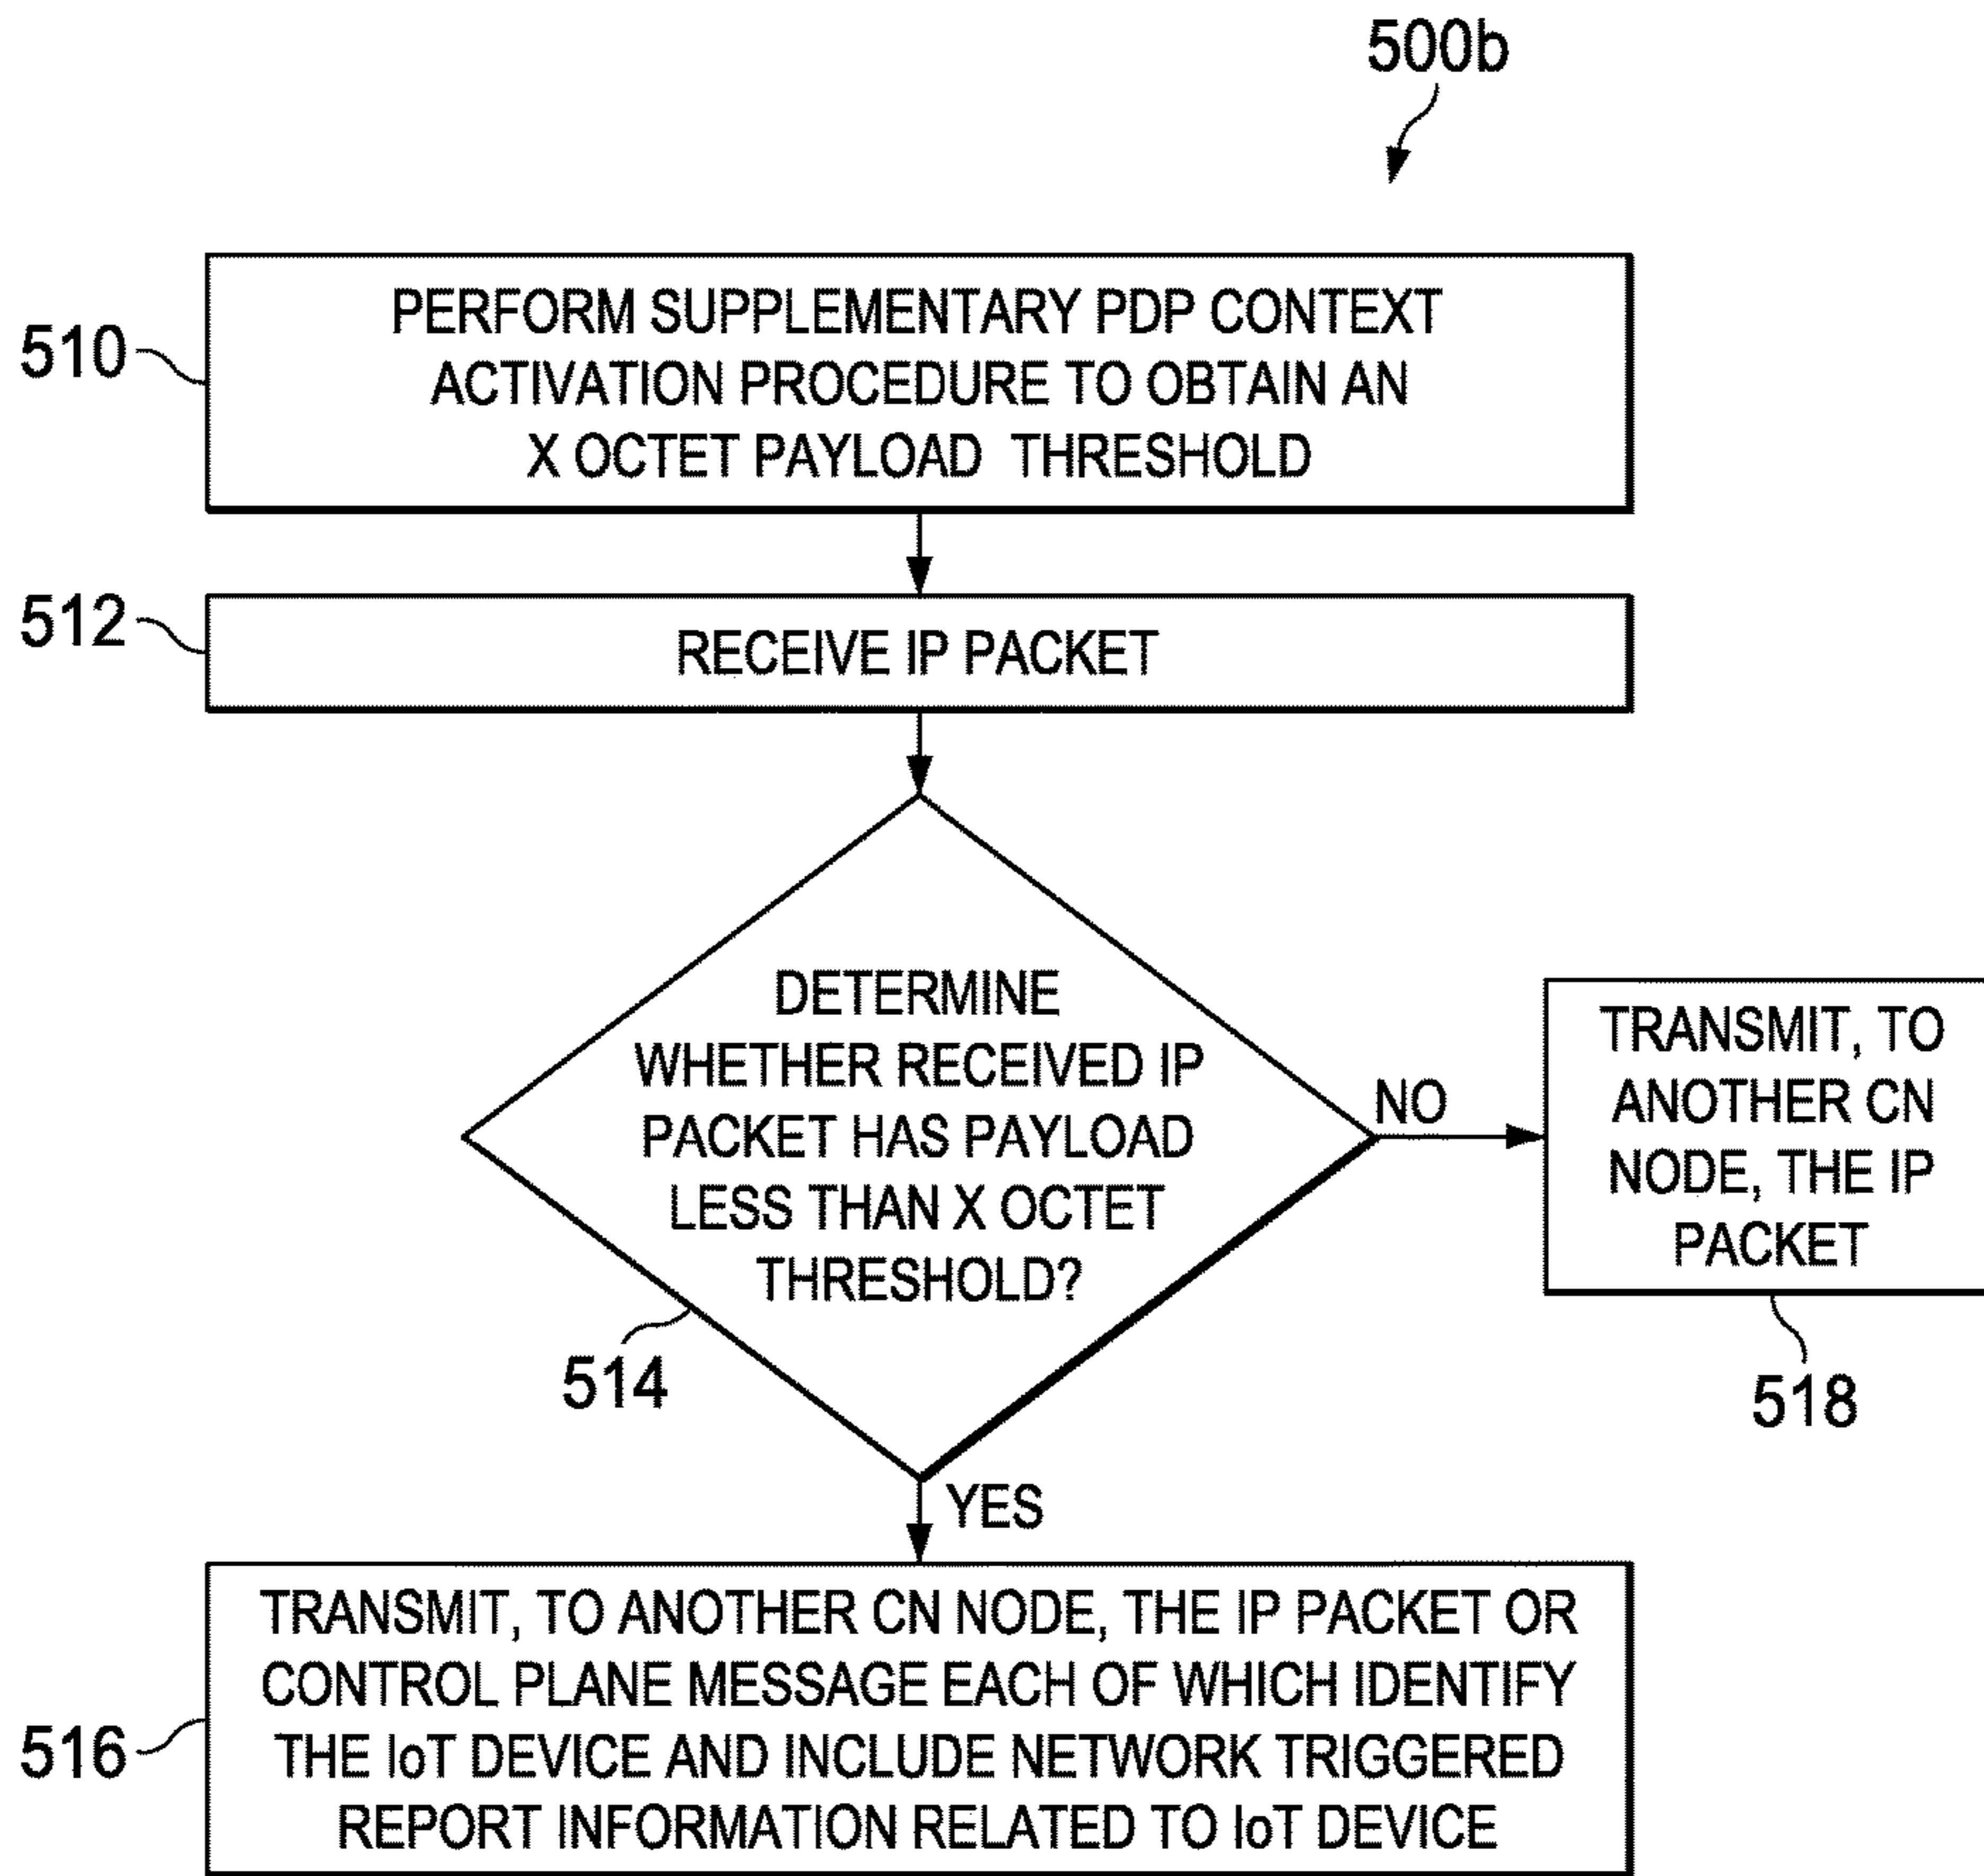 500b
510
PERFORM SUPPLEMENTARY PDP CONTEXT
ACTIVATION PROCEDURE TO OBTAIN AN
X OCTET PAYLOAD THRESHOLD
512
RECEIVE IP PACKET
DETERMINE
WHETHER RECEIVED IP
PACKET HAS PAYLOAD
LESS THAN X OCTET
THRESHOLD?
514
NO
TRANSMIT, TO
ANOTHER CN
NODE, THE IP
PACKET
518
YES
516
TRANSMIT, TO ANOTHER CN NODE, THE IP PACKET OR
CONTROL PLANE MESSAGE EACH OF WHICH IDENTIFY
THE IoT DEVICE AND INCLUDE NETWORK TRIGGERED
REPORT INFORMATION RELATED TO IoT DEVICE